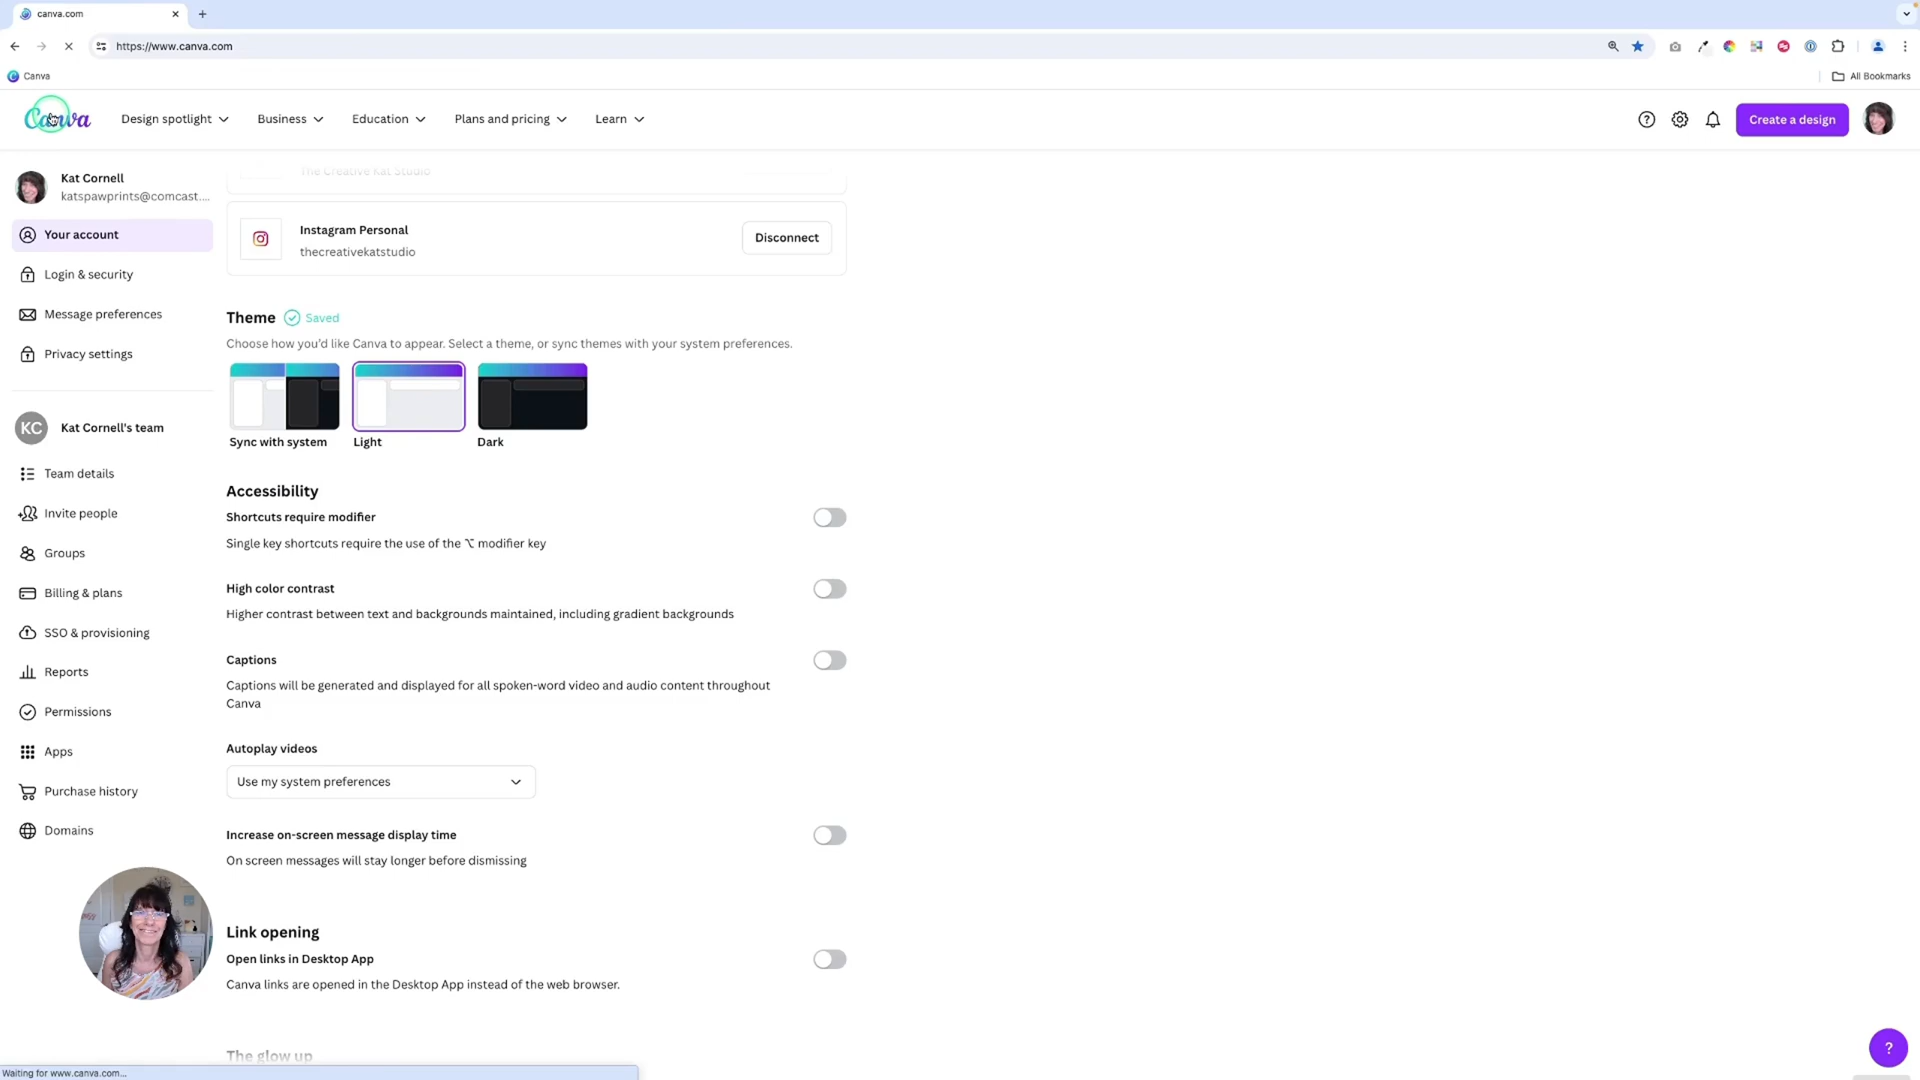 canva.com
https://www.canva.com
Canva
All Bookmarks
Canva
Design spotlight
Business
Education
Plans and pricing
Learn
Create a design
Kat Cornell
katspawprints@comcast....
Your account
Login & security
Message preferences
Privacy settings
KC
Kat Cornell's team
Team details
Invite people
Groups
Billing & plans
SSO & provisioning
Reports
Permissions
Apps
Purchase history
Domains
The Creative Kat Studio
Instagram Personal
thecreativekatstudio
Disconnect
Theme
Saved
Choose how you'd like Canva to appear. Select a theme, or sync themes with your system preferences.
Sync with system
Light
Dark
Accessibility
Shortcuts require modifier
Single key shortcuts require the use of the ⌥ modifier key
High color contrast
Higher contrast between text and backgrounds maintained, including gradient backgrounds
Captions
Captions will be generated and displayed for all spoken-word video and audio content throughout
Canva
Autoplay videos
Use my system preferences
Increase on-screen message display time
On screen messages will stay longer before dismissing
Link opening
Open links in Desktop App
Canva links are opened in the Desktop App instead of the web browser.
The glow up
?
Waiting for www.canva.com...